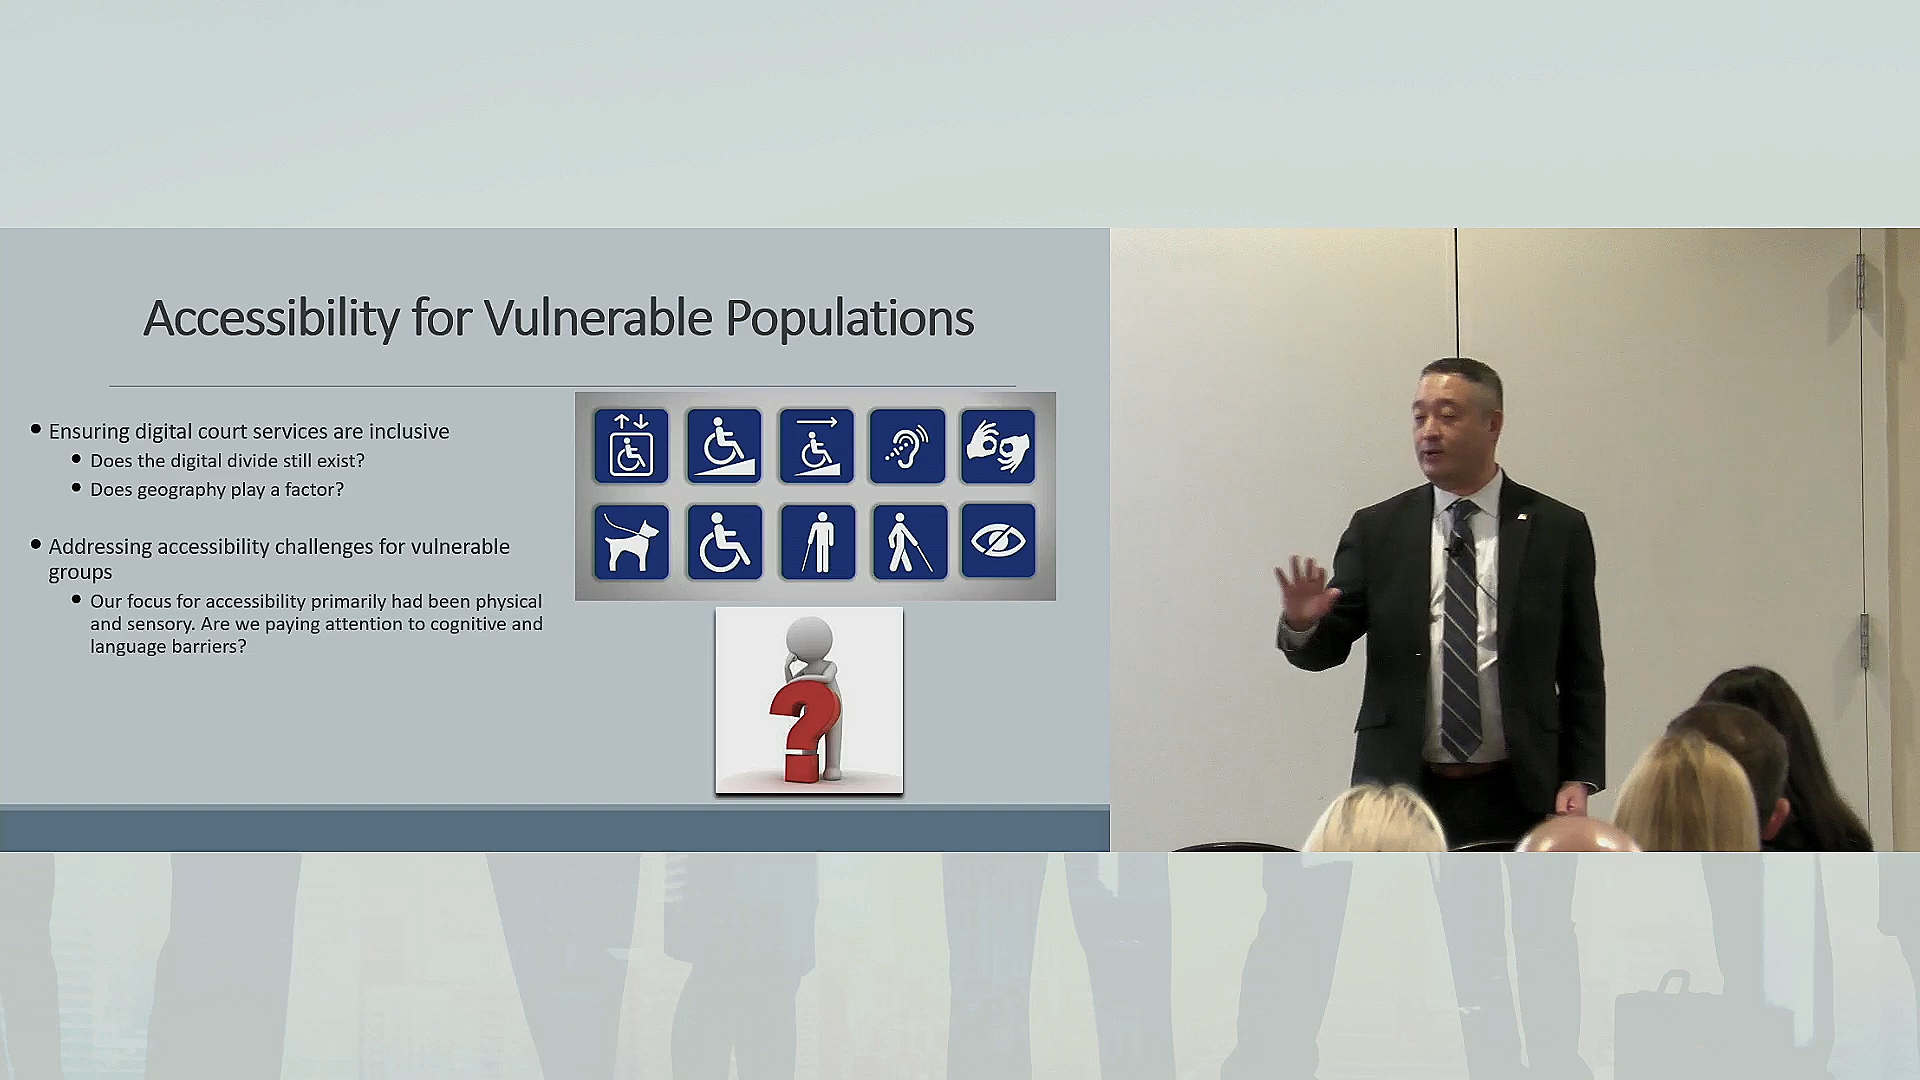 Accessibility for Vulnerable Populations
Ensuring digital court services are inclusive
Does the digital divide still exist?
Does geography play a factor?
Addressing accessibility challenges for vulnerable
groups
Our focus for accessibility primarily had been physical
and sensory. Are we paying attention to cognitive and
language barriers?